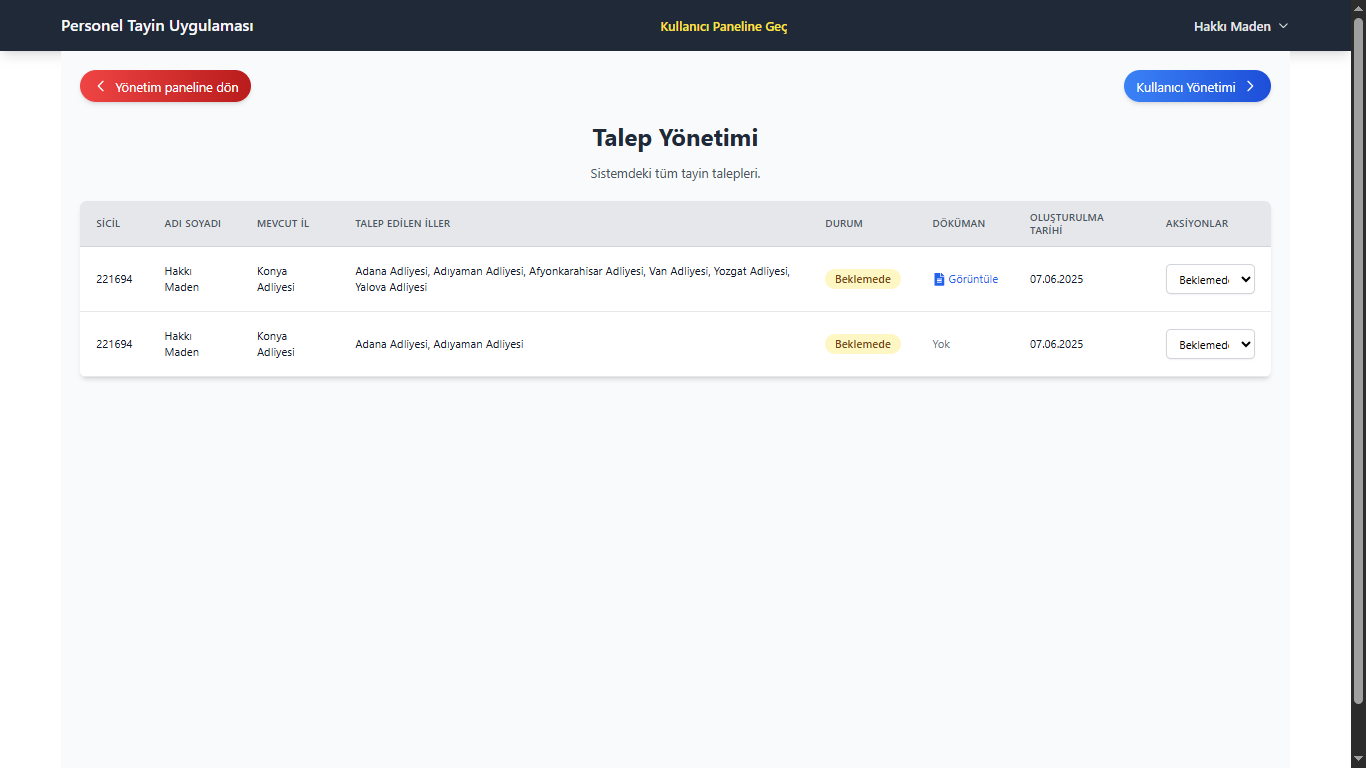 Personel Tayin Uygulaması
Kullanıcı Paneline Geç
Hakkı Maden
Yönetim paneline dön
Kullanıcı Yönetimi
Talep Yönetimi
Sistemdeki tüm tayin talepleri.
SİCİL
ADI SOYADI
MEVCUT İL
TALEP EDİLEN İLLER
DURUM
DÖKÜMAN
OLUŞTURULMA
TARİHİ
AKSİYONLAR
221694
Hakkı
Maden
Konya
Adliyesi
Adana Adliyesi, Adıyaman Adliyesi, Afyonkarahisar Adliyesi, Van Adliyesi, Yozgat Adliyesi,
Yalova Adliyesi
Beklemede
Görüntüle
07.06.2025
Beklemede
221694
Hakkı
Maden
Konya
Adliyesi
Adana Adliyesi, Adıyaman Adliyesi
Beklemede
Yok
07.06.2025
Beklemede